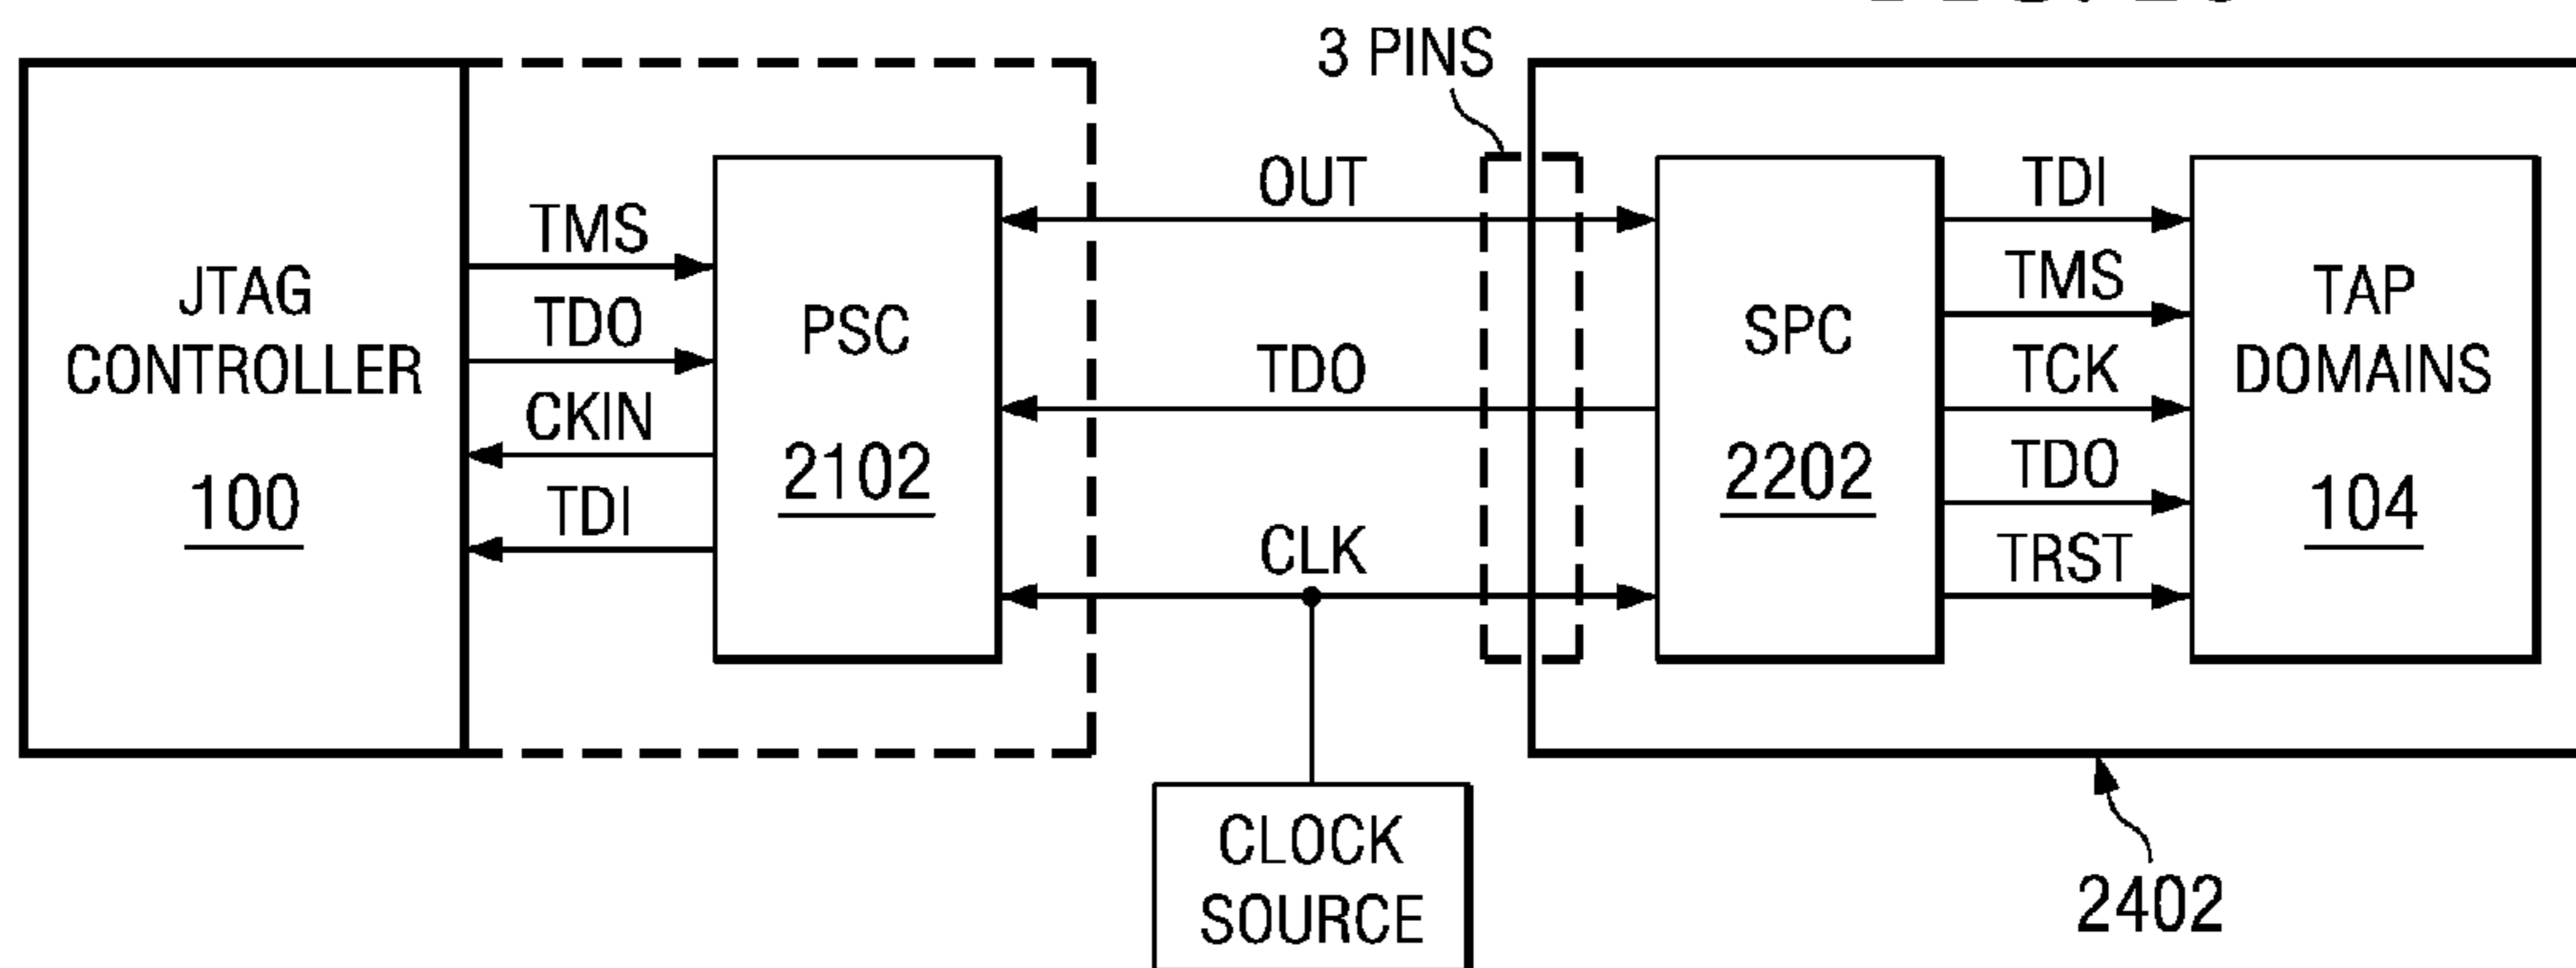 3 PINS
JTAG
CONTROLLER
100
TMS
TDO
CKIN
TDI
PSC
2102
OUT
TDO
CLK
CLOCK
SOURCE
SPC
2202
TDI
TMS
TCK
TDO
TRST
TAP
DOMAINS
104
2402